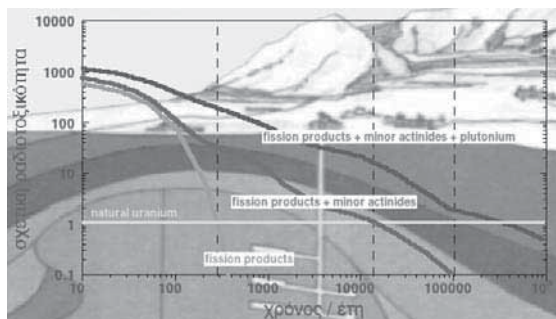 σχετική ραδιοτοξικότητα
10000
1000
100
10
1
0.1
fission products + minor actinides + plutonium
fission products + minor actinides
natural uranium
fission products
10 100 1000 10000 100000
χρόνος / έτη